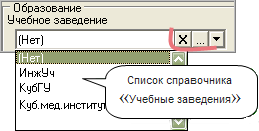 Образование
Учебное заведение
(Нет)
X ...
(Нет)
ИнжУч
КубГУ
Куб.мед.институт
Список справочника
«Учебные заведения»